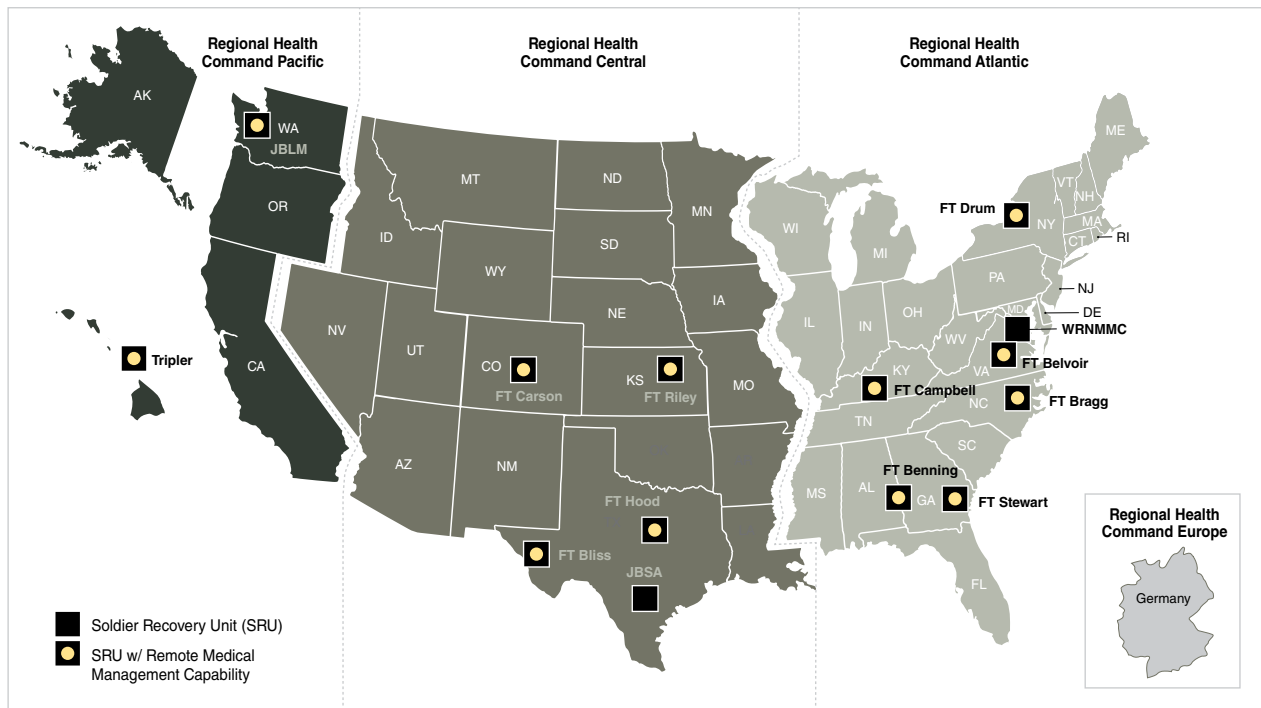 Regional Health
Command Pacific
Regional Health
Command Central
Regional Health
Command Atlantic
AK
WA
JBLM
OR
CA
Tripler
MT
ND
MN
ID
SD
WY
IA
NE
NV
UT
CO
FT Carson
KS
FT Riley
MO
AZ
NM
FT Hood
FT Bliss
JBSA
ME
VT
NH
FT Drum
NY
MA
CT
RI
WI
MI
PA
NJ
IL
IN
OH
MD
DE
WRNMMC
WV
VA
FT Belvoir
KY
FT Campbell
NC
FT Bragg
TN
SC
FT Benning
MS
AL
GA
FT Stewart
FL
Regional Health
Command Europe
Germany
Soldier Recovery Unit (SRU)
SRU w/ Remote Medical
Management Capability